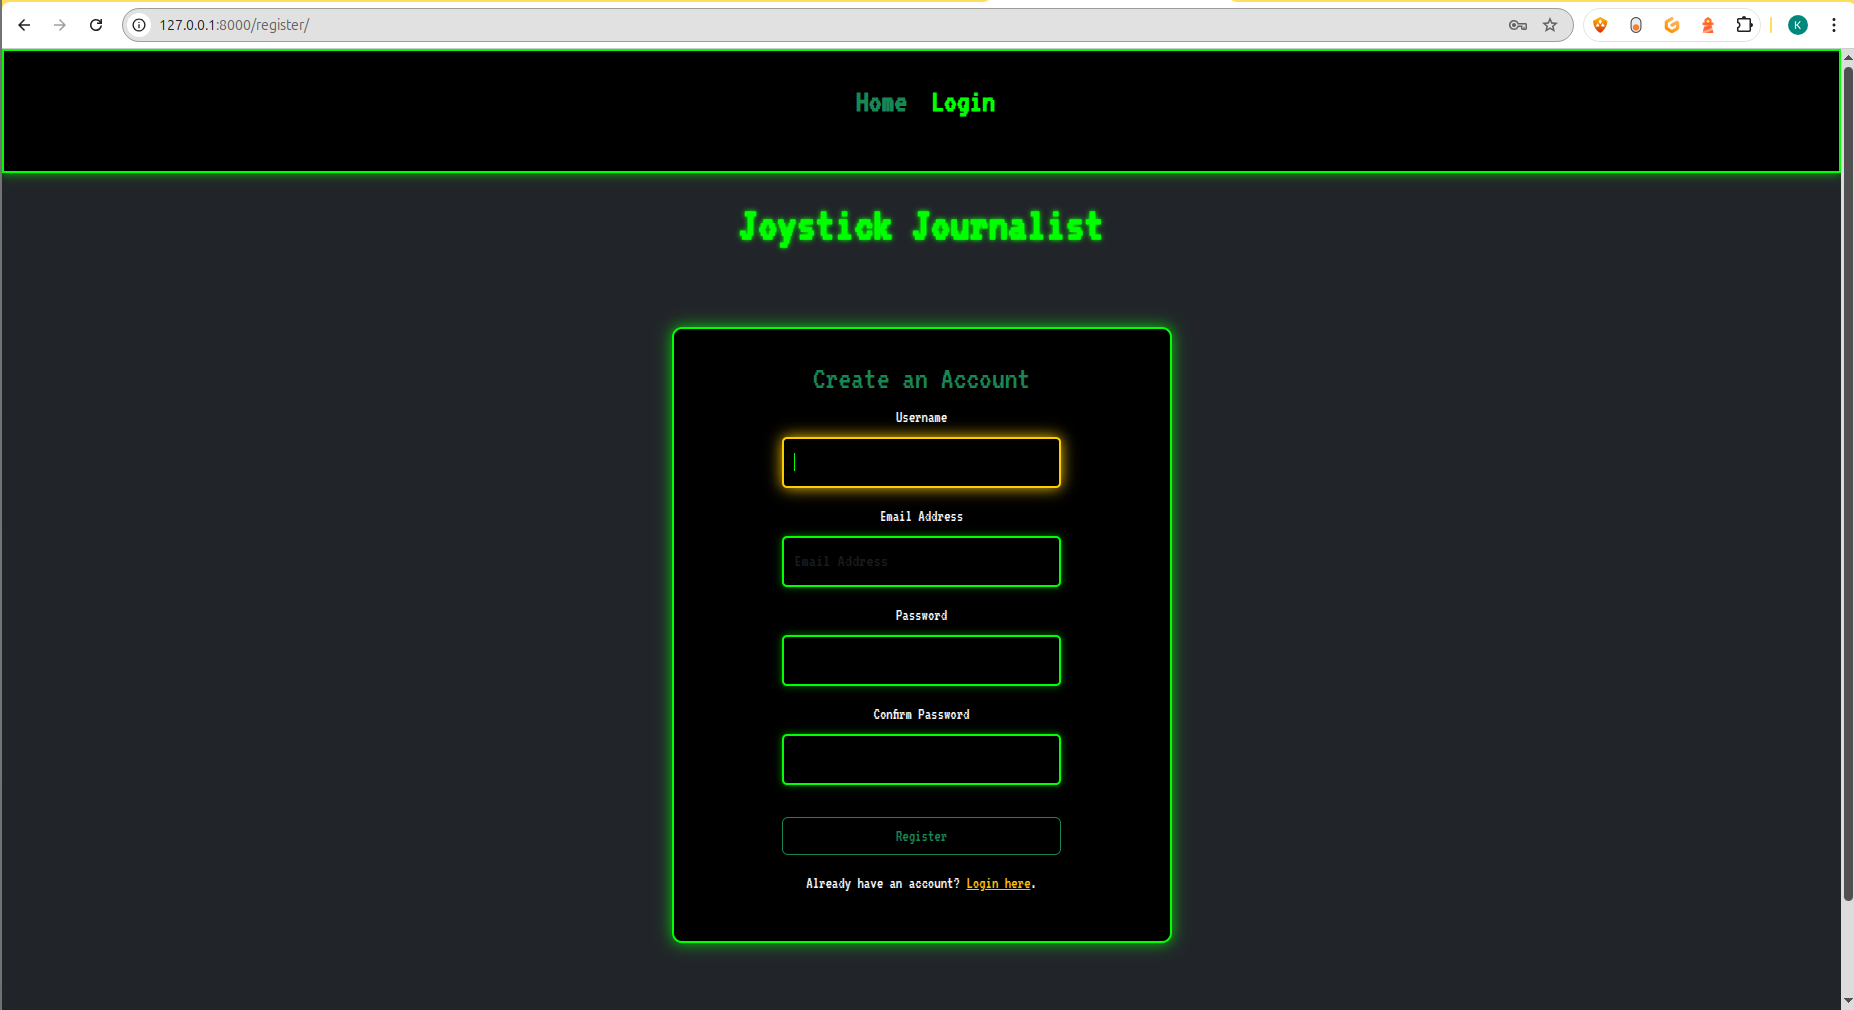 127.0.0.1:8000/register/
K
Home Login
Joystick Journalist
Create an Account
Username
Email Address
Email Address
Password
Confirm Password
Register
Already have an account? Login here.